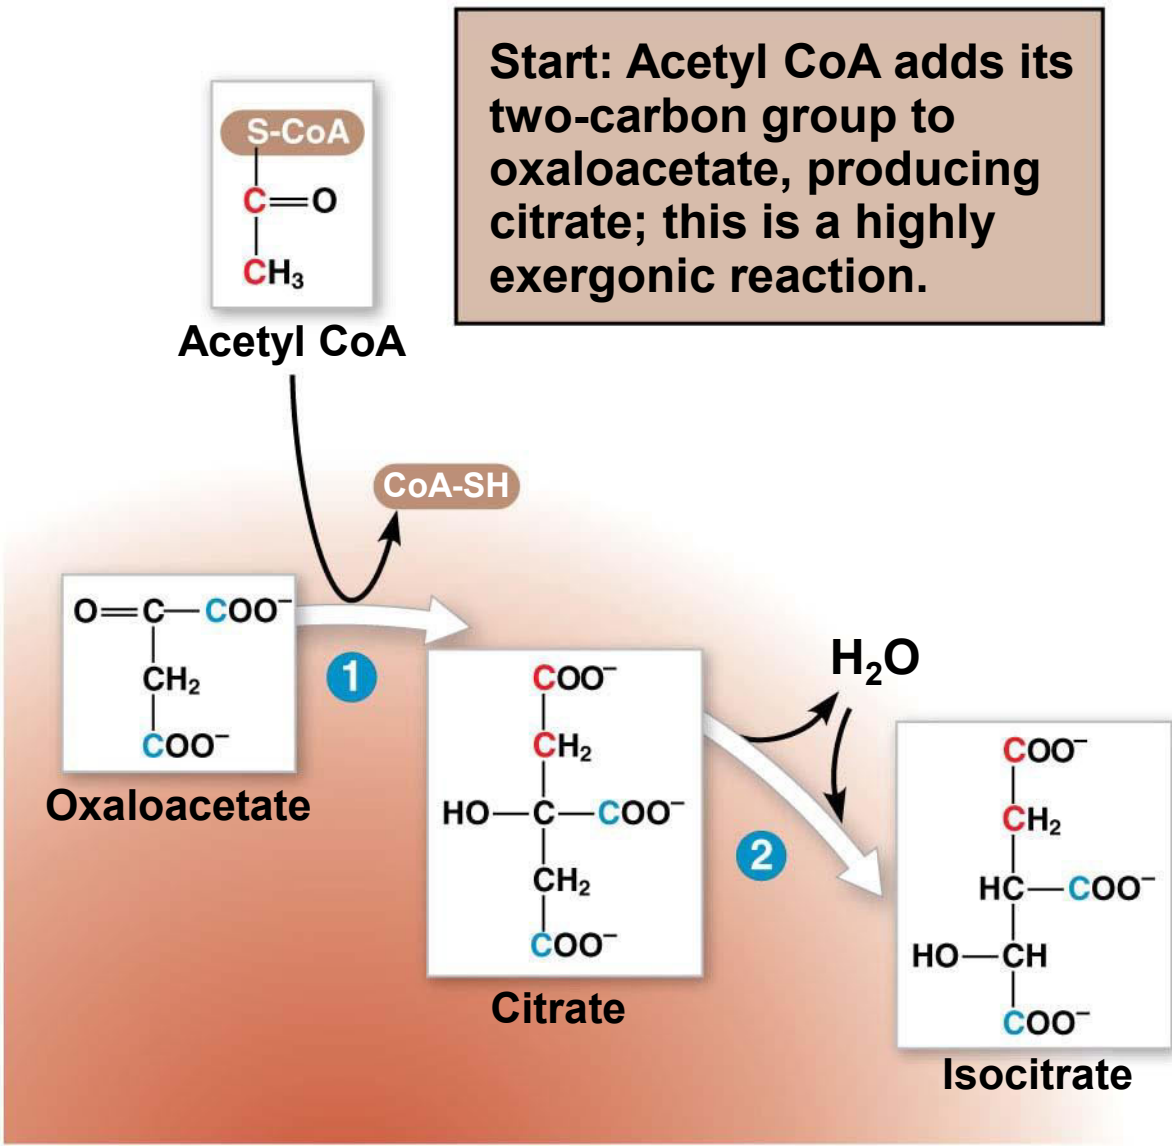 Start: Acetyl CoA adds its
two-carbon group to
oxaloacetate, producing
citrate; this is a highly
exergonic reaction.
S-CoA
C=O
CH₃
Acetyl CoA
CoA-SH
O=C—COO⁻
CH₂
COO⁻
Oxaloacetate
1
COO⁻
CH₂
HO—C—COO⁻
CH₂
COO⁻
Citrate
H₂O
2
COO⁻
CH₂
HC—COO⁻
HO—CH
COO⁻
Isocitrate